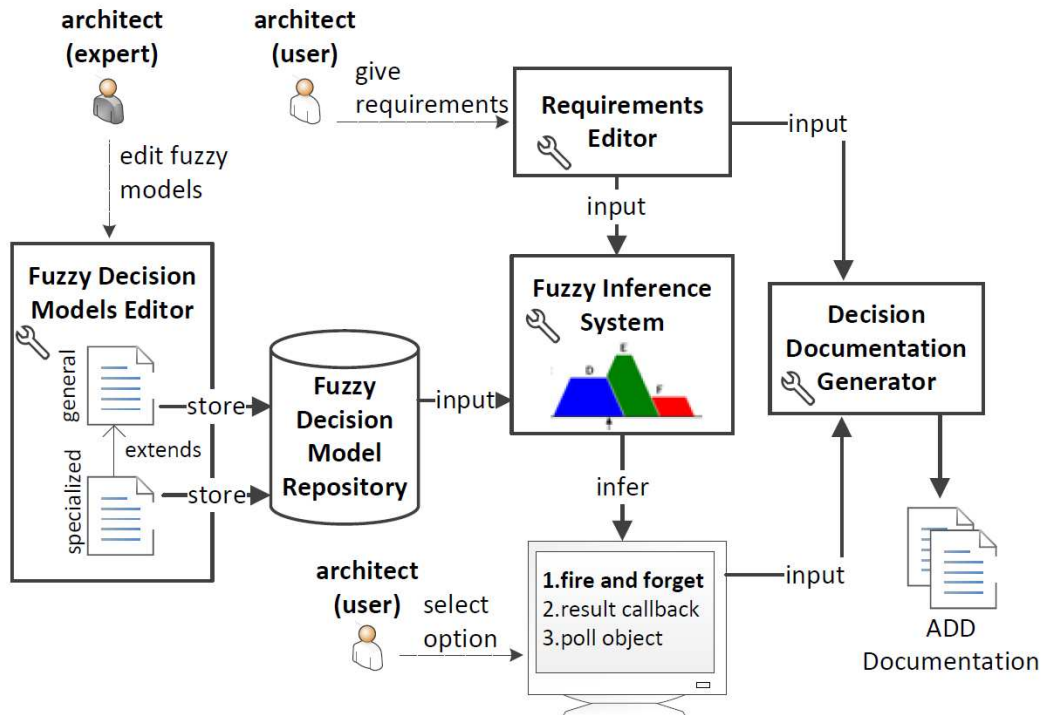 architect
(expert)
architect
(user)
give
requirements
Requirements
Editor
input
edit fuzzy
models
input
Fuzzy Decision
Models Editor
general
extends
specialized
store
store
Fuzzy
Decision
Model
Repository
input
Fuzzy Inference
System
D
E
F
Decision
Documentation
Generator
infer
architect
(user)
select
option
1.fire and forget
2.result callback
3.poll object
input
ADD
Documentation